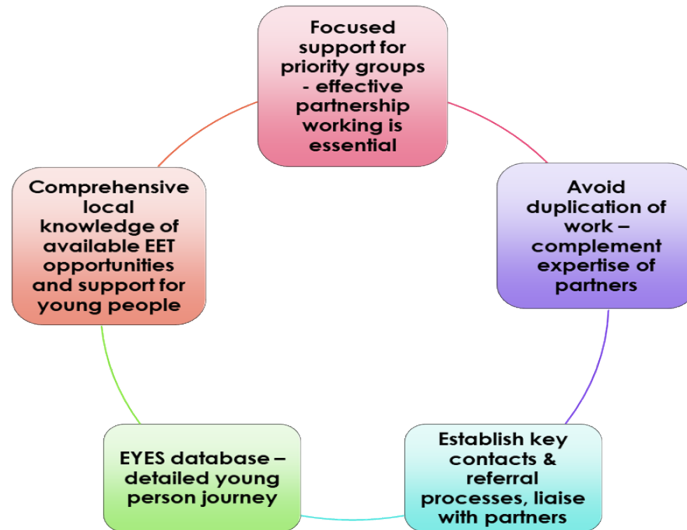 Focused
support for
priority groups
- effective
partnership
working is
essential
Avoid
duplication of
work –
complement
expertise of
partners
Establish key
contacts &
referral
processes, liaise
with partners
EYES database –
detailed young
person journey
Comprehensive
local
knowledge of
available EET
opportunities
and support for
young people